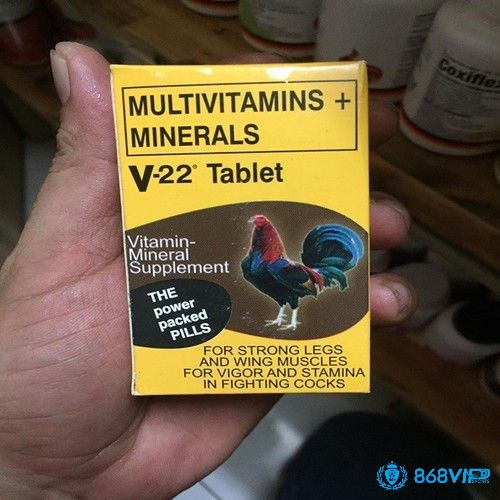 Coxiflex
MULTIVITAMINS +
MINERALS
V-22® Tablet
Vitamin-
Mineral
Supplement
THE
power
packed
PILLS
FOR STRONG LEGS
AND WING MUSCLES
FOR VIGOR AND STAMINA
IN FIGHTING COCKS
868VIP